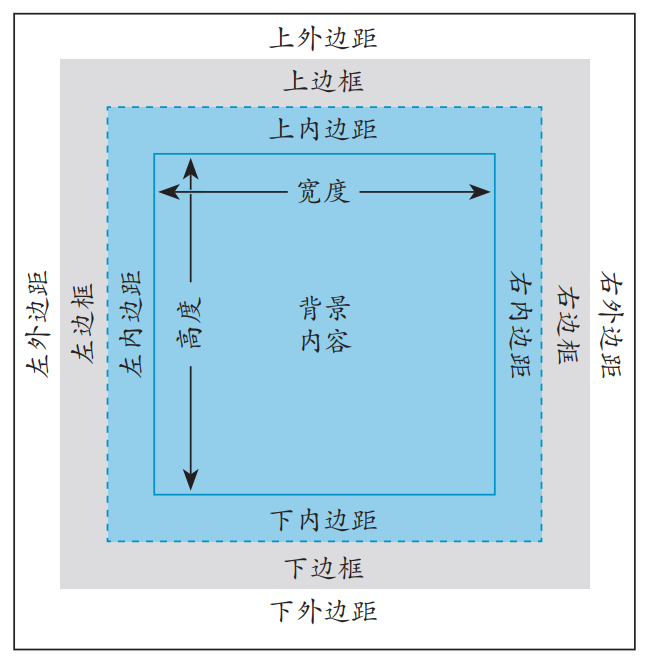 上外边距
上边框
上内边距
宽度
左外边距
左边框
左内边距
高度
背景
内容
右内边距
右边框
右外边距
下内边距
下边框
下外边距